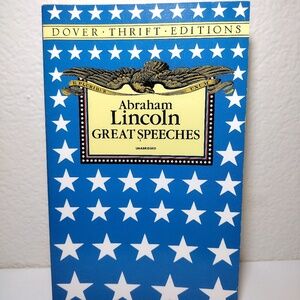 DOVER · THRIFT · EDITIONS
Abraham
Lincoln
GREAT SPEECHES
UNABRIDGED